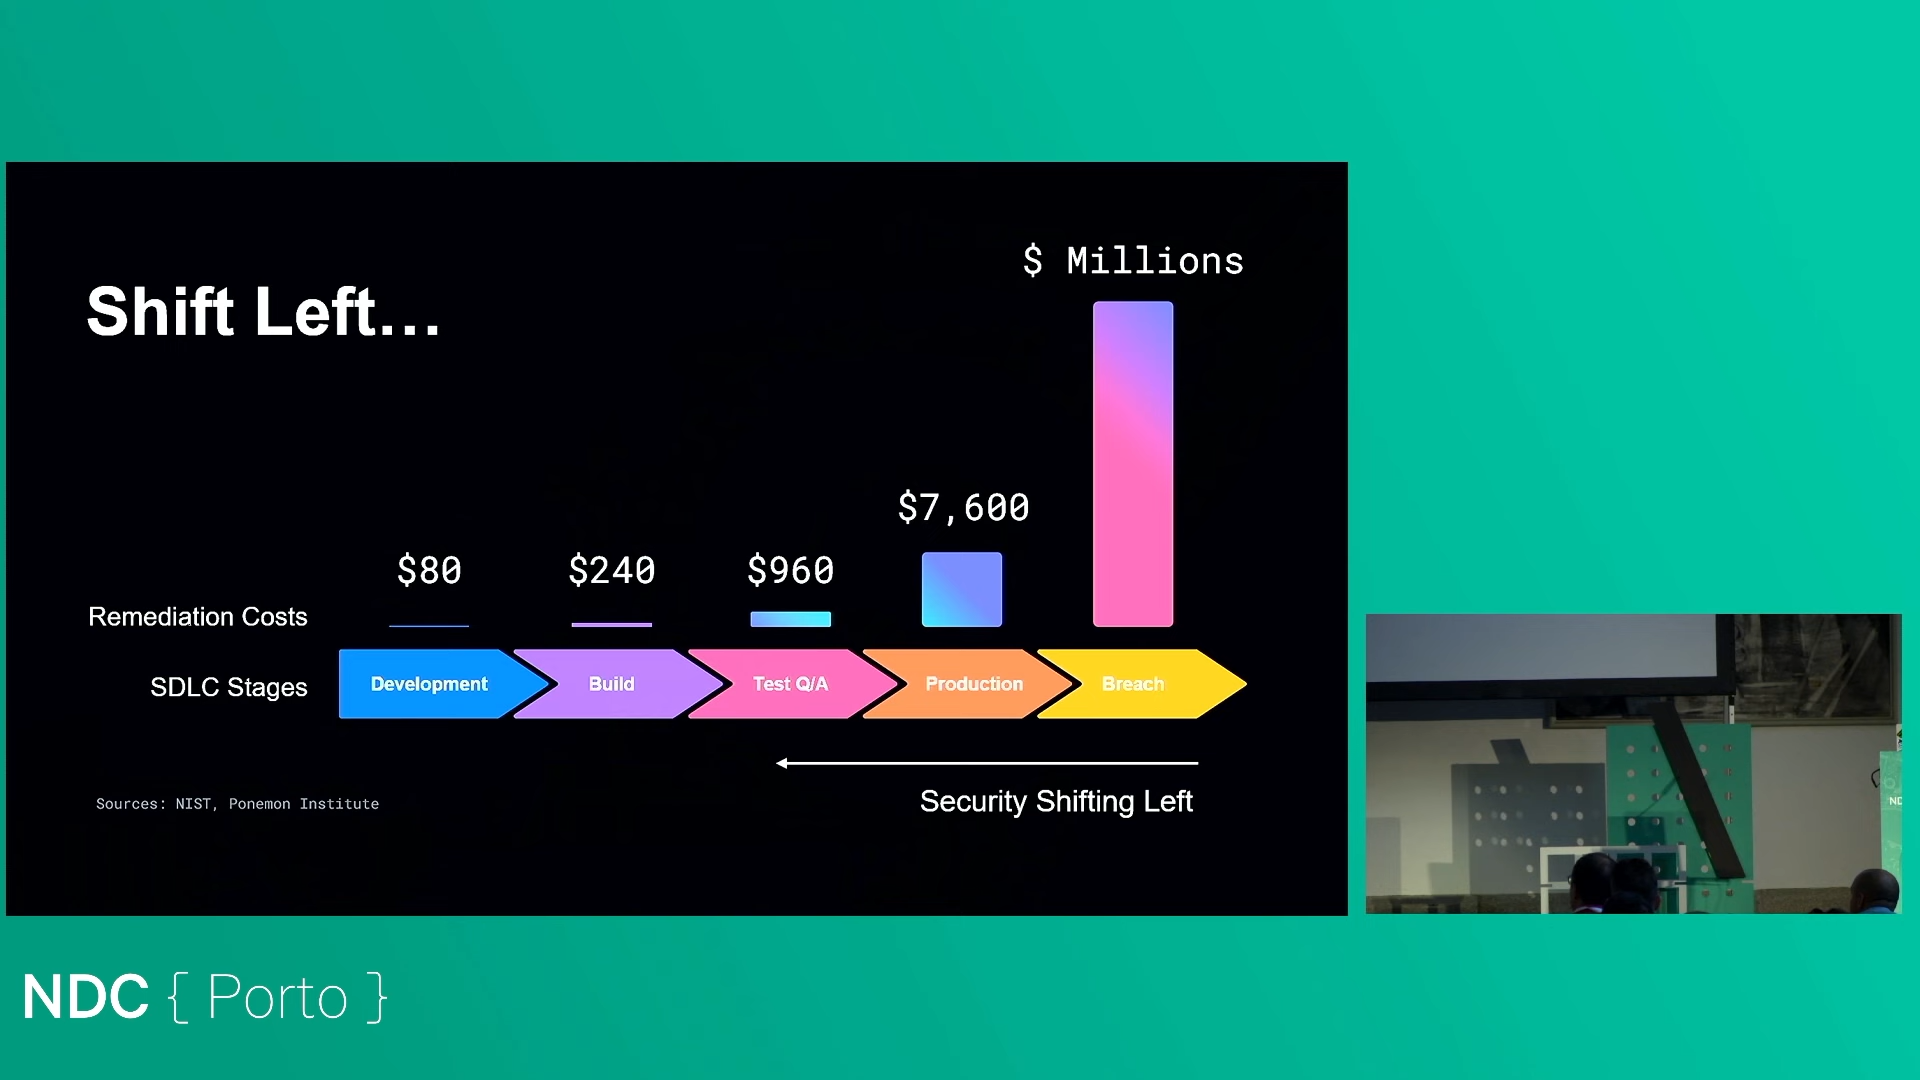 Shift Left...
$ Millions
$7,600
$80
$240
$960
Remediation Costs
SDLC Stages
Development
Build
Test Q/A
Production
Breach
Security Shifting Left
Sources: NIST, Ponemon Institute
NDC { Porto }